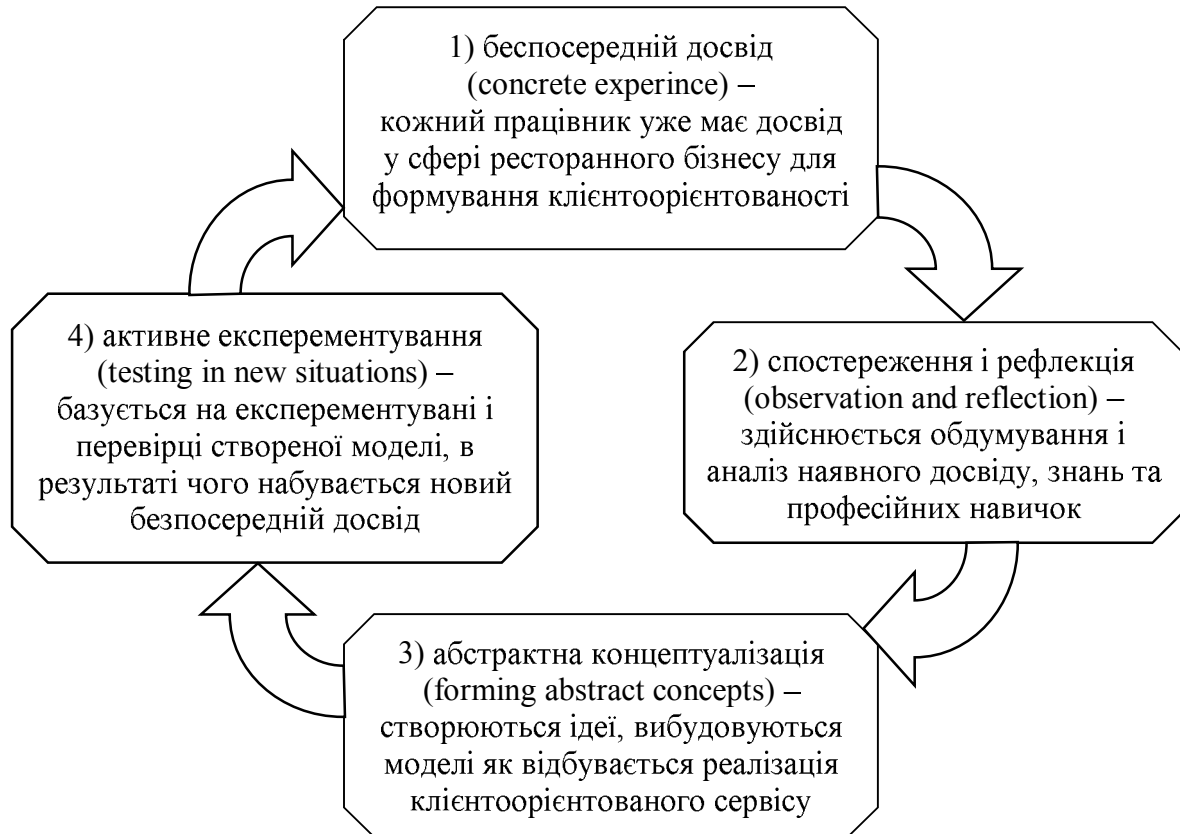 1) беспосередній досвід
(concrete experince) –
кожний працівник уже має досвід
у сфері ресторанного бізнесу для
формування клієнтоорієнтованості
2) спостереження і рефлекція
(observation and reflection) –
здійснюється обдумування і
аналіз наявного досвіду, знань та
професійних навичок
3) абстрактна концептуалізація
(forming abstract concepts) –
створюються ідеї, вибудовуються
моделі як відбувається реалізація
клієнтоорієнтованого сервісу
4) активне експерементування
(testing in new situations) –
базується на експерементувані і
перевірці створеної моделі, в
результаті чого набувається новий
безпосередній досвід